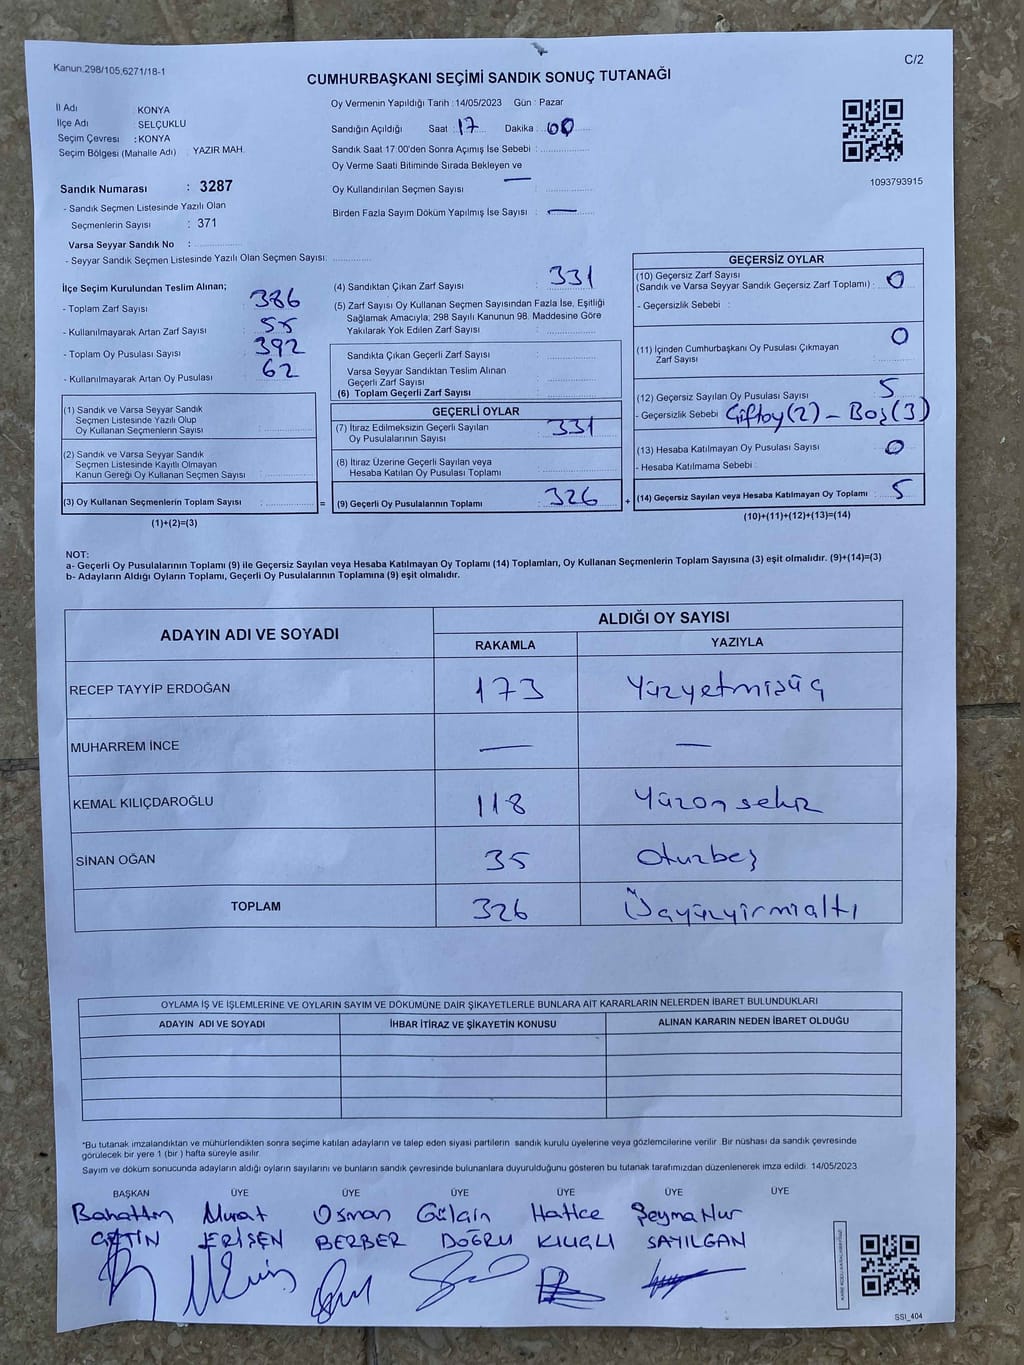 Kanun.298/105,6271/18-1
C/2
CUMHURBAŞKANI SEÇİMİ SANDIK SONUÇ TUTANAĞI
İl Adı : KONYA
İlçe Adı : SELÇUKLU
Seçim Çevresi : KONYA
Seçim Bölgesi (Mahalle Adı) : YAZIR MAH.
Sandık Numarası : 3287
- Sandık Seçmen Listesinde Yazılı Olan
Seçmenlerin Sayısı : 371
Varsa Seyyar Sandık No :
- Seyyar Sandık Seçmen Listesinde Yazılı Olan Seçmen Sayısı:
Oy Vermenin Yapıldığı Tarih :14/05/2023 Gün : Pazar
Sandığın Açıldığı Saat : 17 Dakika : 00
Sandık Saat 17:00'den Sonra Açımış İse Sebebi :
Oy Verme Saati Bitiminde Sırada Bekleyen ve —
Oy Kullandırılan Seçmen Sayısı :
Birden Fazla Sayım Döküm Yapılmış İse Sayısı : —
1093793915
İlçe Seçim Kurulundan Teslim Alınan;
- Toplam Zarf Sayısı : 386
- Kullanılmayarak Artan Zarf Sayısı : 55
- Toplam Oy Pusulası Sayısı : 392
- Kullanılmayarak Artan Oy Pusulası : 62
(1) Sandık ve Varsa Seyyar Sandık
Seçmen Listesinde Yazılı Olup
Oy Kullanan Seçmenlerin Sayısı :
(2) Sandık ve Varsa Seyyar Sandık
Seçmen Listesinde Kayıtlı Olmayan
Kanun Gereği Oy Kullanan Seçmen Sayısı :
(3) Oy Kullanan Seçmenlerin Toplam Sayısı : =
(1)+(2)=(3)
(4) Sandıktan Çıkan Zarf Sayısı : 331
(5) Zarf Sayısı Oy Kullanan Seçmen Sayısından Fazla İse, Eşitliği
Sağlamak Amacıyla; 298 Sayılı Kanunun 98. Maddesine Göre
Yakılarak Yok Edilen Zarf Sayısı :
Sandıkta Çıkan Geçerli Zarf Sayısı :
Varsa Seyyar Sandıktan Teslim Alınan
Geçerli Zarf Sayısı :
(6) Toplam Geçerli Zarf Sayısı :
GEÇERLİ OYLAR
(7) İtiraz Edilmeksizin Geçerli Sayılan
Oy Pusulalarının Sayısı : 331
(8) İtiraz Üzerine Geçerli Sayılan veya
Hesaba Katılan Oy Pusulası Toplamı :
(9) Geçerli Oy Pusulalarının Toplamı : 326 +
GEÇERSİZ OYLAR
(10) Geçersiz Zarf Sayısı
(Sandık ve Varsa Seyyar Sandık Geçersiz Zarf Toplamı) : 0
- Geçersizlik Sebebi :
(11) İçinden Cumhurbaşkanı Oy Pusulası Çıkmayan
Zarf Sayısı : 0
(12) Geçersiz Sayılan Oy Pusulası Sayısı : 5
- Geçersizlik Sebebi : Çiftoy(2) - Boş(3)
(13) Hesaba Katılmayan Oy Pusulası Sayısı : 0
- Hesaba Katılmama Sebebi :
(14) Geçersiz Sayılan veya Hesaba Katılmayan Oy Toplamı : 5
(10)+(11)+(12)+(13)=(14)
NOT:
a- Geçerli Oy Pusulalarının Toplamı (9) ile Geçersiz Sayılan veya Hesaba Katılmayan Oy Toplamı (14) Toplamları, Oy Kullanan Seçmenlerin Toplam Sayısına (3) eşit olmalıdır. (9)+(14)=(3)
b- Adayların Aldığı Oyların Toplamı, Geçerli Oy Pusulalarının Toplamına (9) eşit olmalıdır.
ADAYIN ADI VE SOYADI
ALDIĞI OY SAYISI
RAKAMLA YAZIYLA
RECEP TAYYİP ERDOĞAN 173 Yüzyetmişüç
MUHARREM İNCE — —
KEMAL KILIÇDAROĞLU 118 Yüzonsekiz
SİNAN OĞAN 35 Otuzbeş
TOPLAM 326 Üçyüzyirmialtı
OYLAMA İŞ VE İŞLEMLERİNE VE OYLARIN SAYIM VE DÖKÜMÜNE DAİR ŞİKAYETLERLE BUNLARA AİT KARARLARIN NELERDEN İBARET BULUNDUKLARI
ADAYIN ADI VE SOYADI İHBAR İTİRAZ VE ŞİKAYETİN KONUSU ALINAN KARARIN NEDEN İBARET OLDUĞU
*Bu tutanak imzalandıktan ve mühürlendikten sonra seçime katılan adayların ve talep eden siyasi partilerin sandık kurulu üyelerine veya gözlemcilerine verilir. Bir nüshası da sandık çevresinde
görülecek bir yere 1 (bir ) hafta süreyle asılır.
Sayım ve döküm sonucunda adayların aldığı oyların sayılarını ve bunların sandık çevresinde bulunanlara duyurulduğunu gösteren bu tutanak tarafımızdan düzenlenerek imza edildi. 14/05/2023
BAŞKAN ÜYE ÜYE ÜYE ÜYE ÜYE ÜYE
Bahattin Murat Osman Gülçin Hatice Şeyma Nur
ÇETİN ERİŞEN BERBER DOĞRU KILIÇLI SAYILGAN
SSI_404